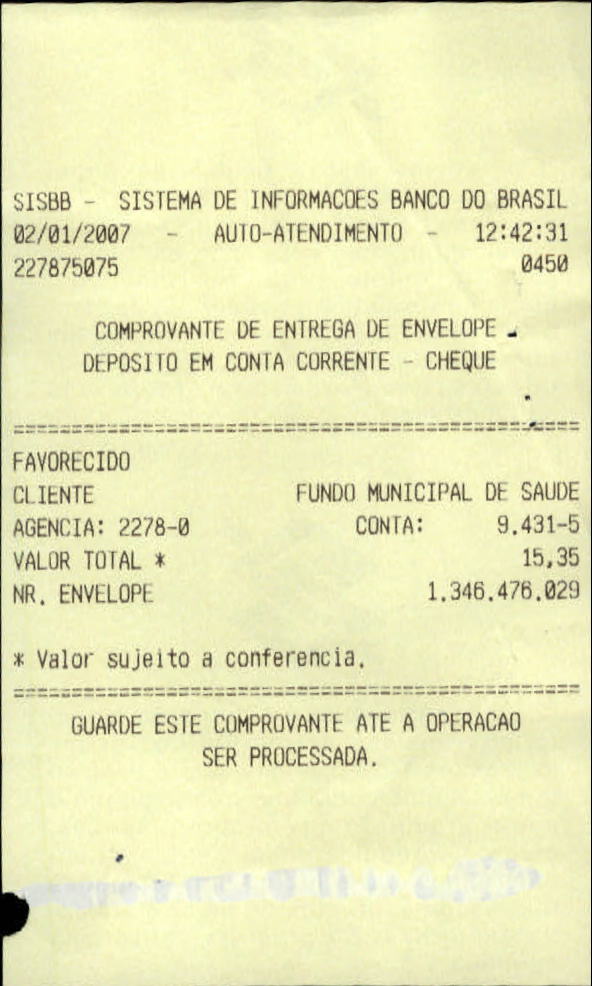 SISBB - SISTEMA DE INFORMACOES BANCO DO BRASIL
02/01/2007 - AUTO-ATENDIMENTO - 12:42:31
227875075 0450
COMPROVANTE DE ENTREGA DE ENVELOPE
DEPOSITO EM CONTA CORRENTE - CHEQUE
================================================
FAVORECIDO
CLIENTE FUNDO MUNICIPAL DE SAUDE
AGENCIA: 2278-0 CONTA: 9.431-5
VALOR TOTAL * 15,35
NR. ENVELOPE 1.346.476.029
* Valor sujeito a conferencia.
================================================
GUARDE ESTE COMPROVANTE ATE A OPERACAO
SER PROCESSADA.